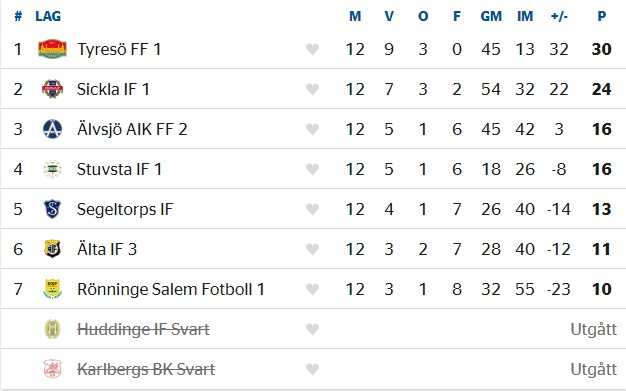 # LAG M V O F GM IM +/- P
1 Tyresö FF 1 12 9 3 0 45 13 32 30
2 Sickla IF 1 12 7 3 2 54 32 22 24
3 Älvsjö AIK FF 2 12 5 1 6 45 42 3 16
4 Stuvsta IF 1 12 5 1 6 18 26 -8 16
5 Segeltorps IF 12 4 1 7 26 40 -14 13
6 Älta IF 3 12 3 2 7 28 40 -12 11
7 Rönninge Salem Fotboll 1 12 3 1 8 32 55 -23 10
Huddinge IF Svart Utgått
Karlbergs BK Svart Utgått